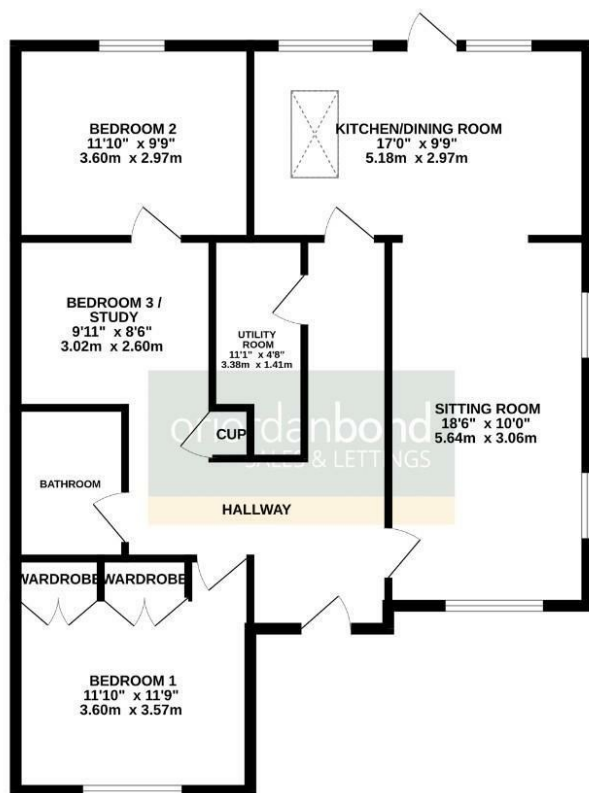 BEDROOM 2
11'10" x 9'9"
3.60m x 2.97m
KITCHEN/DINING ROOM
17'0" x 9'9"
5.18m x 2.97m
BEDROOM 3 /
STUDY
9'11" x 8'6"
3.02m x 2.60m
UTILITY
ROOM
11'1" x 4'8"
3.38m x 1.41m
SITTING ROOM
18'6" x 10'0"
5.64m x 3.06m
CUP
oriordanbond
SALES & LETTINGS
BATHROOM
HALLWAY
WARDROBE
WARDROBE
BEDROOM 1
11'10" x 11'9"
3.60m x 3.57m